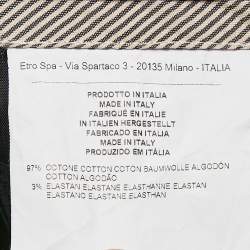 Etro Spa - Via Spartaco 3 - 20135 Milano - ITALIA
PRODOTTO IN ITALIA
MADE IN ITALY
FABRIQUÉ EN ITALIE
IN ITALIEN HERGESTELLT
FABRICADO EN ITALIA
MADE IN ITALY
PRODUZIDO EM ITÁLIA
97% COTONE COTTON COTON BAUMWOLLE ALGODÓN
COTTON ALGODÃO
3% ELASTAN ELASTANE ELASTHANNE ELASTAN
ELASTANO ELASTANE ELASTHAN